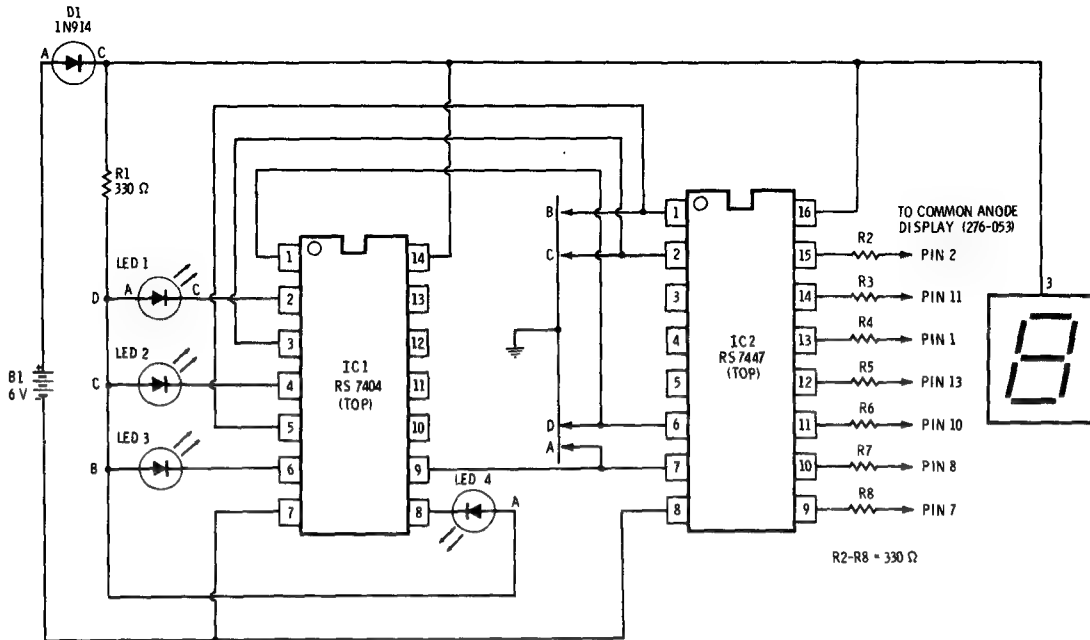 D1
1N914
A
C
R1
330 Ω
LED 1
D
A
C
LED 2
C
LED 3
B
B1
6 V
+
1
2
3
4
5
6
7
14
13
12
11
10
9
8
IC1
RS 7404
(TOP)
LED 4
A
B
C
D
A
1
2
3
4
5
6
7
8
16
15
14
13
12
11
10
9
IC2
RS 7447
(TOP)
TO COMMON ANODE
DISPLAY (276-053)
R2
PIN 2
R3
PIN 11
R4
PIN 1
R5
PIN 13
R6
PIN 10
R7
PIN 8
R8
PIN 7
R2-R8 = 330 Ω
3
8